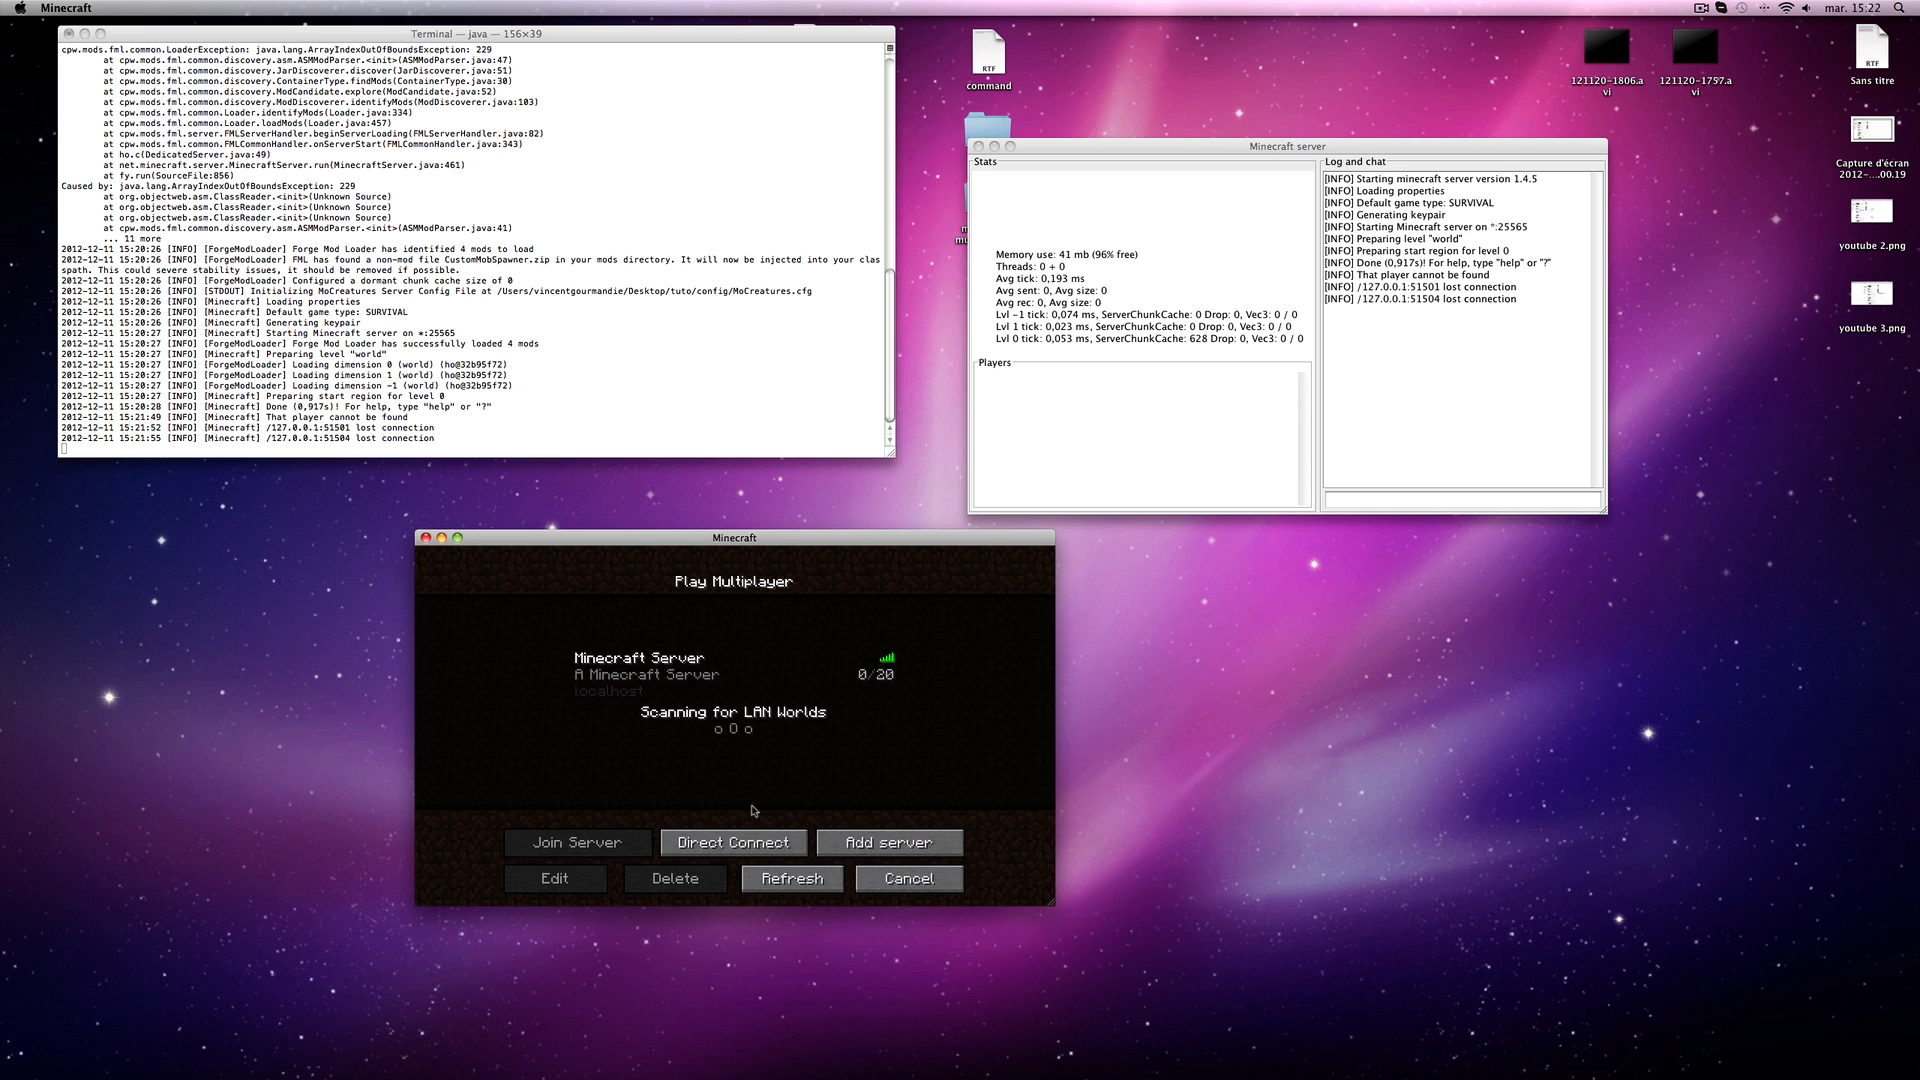 Minecraft
mar. 15:22
Terminal — java — 156×39
cpw.mods.fml.common.LoaderException: java.lang.ArrayIndexOutOfBoundsException: 229
at cpw.mods.fml.common.discovery.asm.ASMModParser.<init>(ASMModParser.java:47)
at cpw.mods.fml.common.discovery.JarDiscoverer.discover(JarDiscoverer.java:51)
at cpw.mods.fml.common.discovery.ContainerType.findMods(ContainerType.java:30)
at cpw.mods.fml.common.discovery.ModCandidate.explore(ModCandidate.java:52)
at cpw.mods.fml.common.discovery.ModDiscoverer.identifyMods(ModDiscoverer.java:103)
at cpw.mods.fml.common.Loader.identifyMods(Loader.java:334)
at cpw.mods.fml.common.Loader.loadMods(Loader.java:457)
at cpw.mods.fml.server.FMLServerHandler.beginServerLoading(FMLServerHandler.java:82)
at cpw.mods.fml.common.FMLCommonHandler.onServerStart(FMLCommonHandler.java:343)
at ho.c(DedicatedServer.java:49)
at net.minecraft.server.MinecraftServer.run(MinecraftServer.java:461)
at fy.run(SourceFile:856)
Caused by: java.lang.ArrayIndexOutOfBoundsException: 229
at org.objectweb.asm.ClassReader.<init>(Unknown Source)
at org.objectweb.asm.ClassReader.<init>(Unknown Source)
at org.objectweb.asm.ClassReader.<init>(Unknown Source)
at cpw.mods.fml.common.discovery.asm.ASMModParser.<init>(ASMModParser.java:41)
... 11 more
2012-12-11 15:20:26 [INFO] [ForgeModLoader] Forge Mod Loader has identified 4 mods to load
2012-12-11 15:20:26 [INFO] [ForgeModLoader] FML has found a non-mod file CustomMobSpawner.zip in your mods directory. It will now be injected into your clas
spath. This could severe stability issues, it should be removed if possible.
2012-12-11 15:20:26 [INFO] [ForgeModLoader] Configured a dormant chunk cache size of 0
2012-12-11 15:20:26 [INFO] [STDOUT] Initializing MoCreatures Server Config File at /Users/vincentgourmandie/Desktop/tuto/config/MoCreatures.cfg
2012-12-11 15:20:26 [INFO] [Minecraft] Loading properties
2012-12-11 15:20:26 [INFO] [Minecraft] Default game type: SURVIVAL
2012-12-11 15:20:26 [INFO] [Minecraft] Generating keypair
2012-12-11 15:20:27 [INFO] [Minecraft] Starting Minecraft server on *:25565
2012-12-11 15:20:27 [INFO] [ForgeModLoader] Forge Mod Loader has successfully loaded 4 mods
2012-12-11 15:20:27 [INFO] [Minecraft] Preparing level "world"
2012-12-11 15:20:27 [INFO] [ForgeModLoader] Loading dimension 0 (world) (ho@32b95f72)
2012-12-11 15:20:27 [INFO] [ForgeModLoader] Loading dimension 1 (world) (ho@32b95f72)
2012-12-11 15:20:27 [INFO] [ForgeModLoader] Loading dimension -1 (world) (ho@32b95f72)
2012-12-11 15:20:27 [INFO] [Minecraft] Preparing start region for level 0
2012-12-11 15:20:28 [INFO] [Minecraft] Done (0,917s)! For help, type "help" or "?"
2012-12-11 15:21:49 [INFO] [Minecraft] That player cannot be found
2012-12-11 15:21:52 [INFO] [Minecraft] /127.0.0.1:51501 lost connection
2012-12-11 15:21:55 [INFO] [Minecraft] /127.0.0.1:51504 lost connection
RTF
command
Minecraft server
Stats
Memory use: 41 mb (96% free)
Threads: 0 + 0
Avg tick: 0,193 ms
Avg sent: 0, Avg size: 0
Avg rec: 0, Avg size: 0
Lvl -1 tick: 0,074 ms, ServerChunkCache: 0 Drop: 0, Vec3: 0 / 0
Lvl 1 tick: 0,023 ms, ServerChunkCache: 0 Drop: 0, Vec3: 0 / 0
Lvl 0 tick: 0,053 ms, ServerChunkCache: 628 Drop: 0, Vec3: 0 / 0
Players
Log and chat
[INFO] Starting minecraft server version 1.4.5
[INFO] Loading properties
[INFO] Default game type: SURVIVAL
[INFO] Generating keypair
[INFO] Starting Minecraft server on *:25565
[INFO] Preparing level "world"
[INFO] Preparing start region for level 0
[INFO] Done (0,917s)! For help, type "help" or "?"
[INFO] That player cannot be found
[INFO] /127.0.0.1:51501 lost connection
[INFO] /127.0.0.1:51504 lost connection
121120-1806.a
vi
121120-1757.a
vi
RTF
Sans titre
Capture d'écran
2012-....00.19
youtube 2.png
youtube 3.png
Minecraft
Play Multiplayer
Minecraft Server
A Minecraft Server 0/20
localhost
Scanning for LAN Worlds
o O o
Join Server Direct Connect Add server
Edit Delete Refresh Cancel